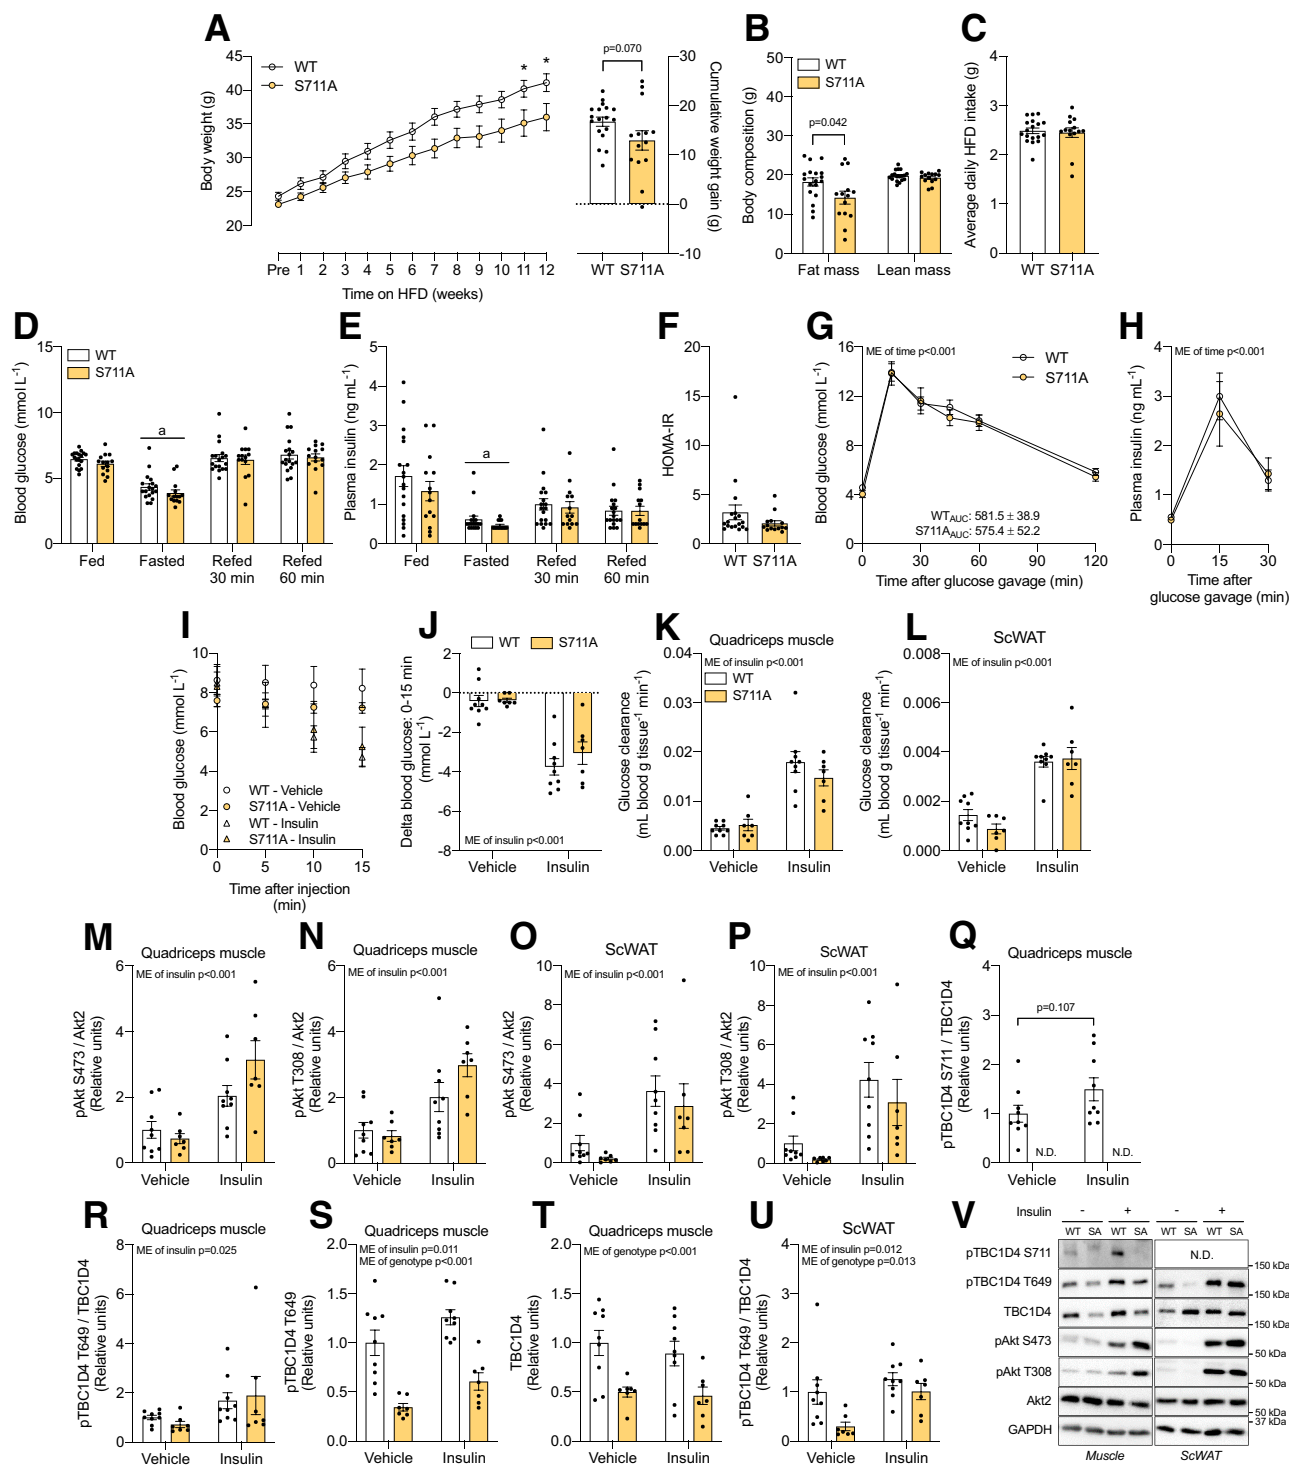 A
Body weight (g)
45
40
35
30
25
20
WT
S711A
*
*
Pre 1 2 3 4 5 6 7 8 9 10 11 12
Time on HFD (weeks)
p=0.070
30
20
10
0
-10
Cumulative weight gain (g)
WT S711A
B
Body composition (g)
50
40
30
20
10
0
WT
S711A
p=0.042
Fat mass
Lean mass
C
Average daily HFD intake (g)
4
3
2
1
0
WT S711A
D
Blood glucose (mmol L⁻¹)
15
10
5
0
WT
S711A
a
Fed
Fasted
Refed
30 min
Refed
60 min
E
Plasma insulin (ng mL⁻¹)
5
4
3
2
1
0
a
Fed
Fasted
Refed
30 min
Refed
60 min
F
HOMA-IR
20
15
10
5
0
WT S711A
G
Blood glucose (mmol L⁻¹)
16
12
8
4
0
ME of time p<0.001
WT
S711A
WT_AUC: 581.5 ± 38.9
S711A_AUC: 575.4 ± 52.2
0 30 60 90 120
Time after glucose gavage (min)
H
Plasma insulin (ng mL⁻¹)
4
3
2
1
0
ME of time p<0.001
0 15 30
Time after
glucose gavage (min)
I
Blood glucose (mmol L⁻¹)
10
8
6
4
2
0
WT - Vehicle
S711A - Vehicle
WT - Insulin
S711A - Insulin
0 5 10 15
Time after injection
(min)
J
WT
S711A
Delta blood glucose: 0-15 min
(mmol L⁻¹)
2
0
-2
-4
-6
-8
ME of insulin p<0.001
Vehicle
Insulin
K
Quadriceps muscle
Glucose clearance
(mL blood g tissue⁻¹ min⁻¹)
0.04
0.03
0.02
0.01
0.00
ME of insulin p<0.001
WT
S711A
Vehicle
Insulin
L
ScWAT
Glucose clearance
(mL blood g tissue⁻¹ min⁻¹)
0.008
0.006
0.004
0.002
0.000
ME of insulin p<0.001
Vehicle
Insulin
M
Quadriceps muscle
pAkt S473 / Akt2
(Relative units)
6
4
2
0
ME of insulin p<0.001
Vehicle
Insulin
N
Quadriceps muscle
pAkt T308 / Akt2
(Relative units)
6
4
2
0
ME of insulin p<0.001
Vehicle
Insulin
O
ScWAT
pAkt S473 / Akt2
(Relative units)
10
8
6
4
2
0
ME of insulin p<0.001
Vehicle
Insulin
P
ScWAT
pAkt T308 / Akt2
(Relative units)
10
8
6
4
2
0
ME of insulin p<0.001
Vehicle
Insulin
Q
Quadriceps muscle
pTBC1D4 S711 / TBC1D4
(Relative units)
4
3
2
1
0
p=0.107
N.D.
N.D.
Vehicle
Insulin
R
Quadriceps muscle
pTBC1D4 T649 / TBC1D4
(Relative units)
8
6
4
2
0
ME of insulin p=0.025
Vehicle
Insulin
S
Quadriceps muscle
pTBC1D4 T649
(Relative units)
2.0
1.5
1.0
0.5
0.0
ME of insulin p=0.011
ME of genotype p<0.001
Vehicle
Insulin
T
Quadriceps muscle
TBC1D4
(Relative units)
2.0
1.5
1.0
0.5
0.0
ME of genotype p<0.001
Vehicle
Insulin
U
ScWAT
pTBC1D4 T649 / TBC1D4
(Relative units)
4
3
2
1
0
ME of insulin p=0.012
ME of genotype p=0.013
Vehicle
Insulin
V
Insulin - + - +
WT SA WT SA WT SA WT SA
pTBC1D4 S711
N.D.
150 kDa
pTBC1D4 T649
150 kDa
TBC1D4
150 kDa
pAkt S473
50 kDa
pAkt T308
50 kDa
Akt2
50 kDa
37 kDa
GAPDH
Muscle
ScWAT